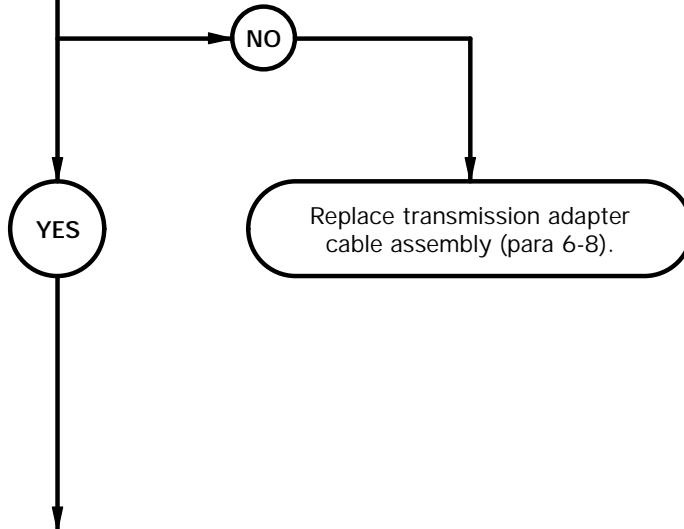 NO
YES
Replace transmission adapter
cable assembly (para 6-8).